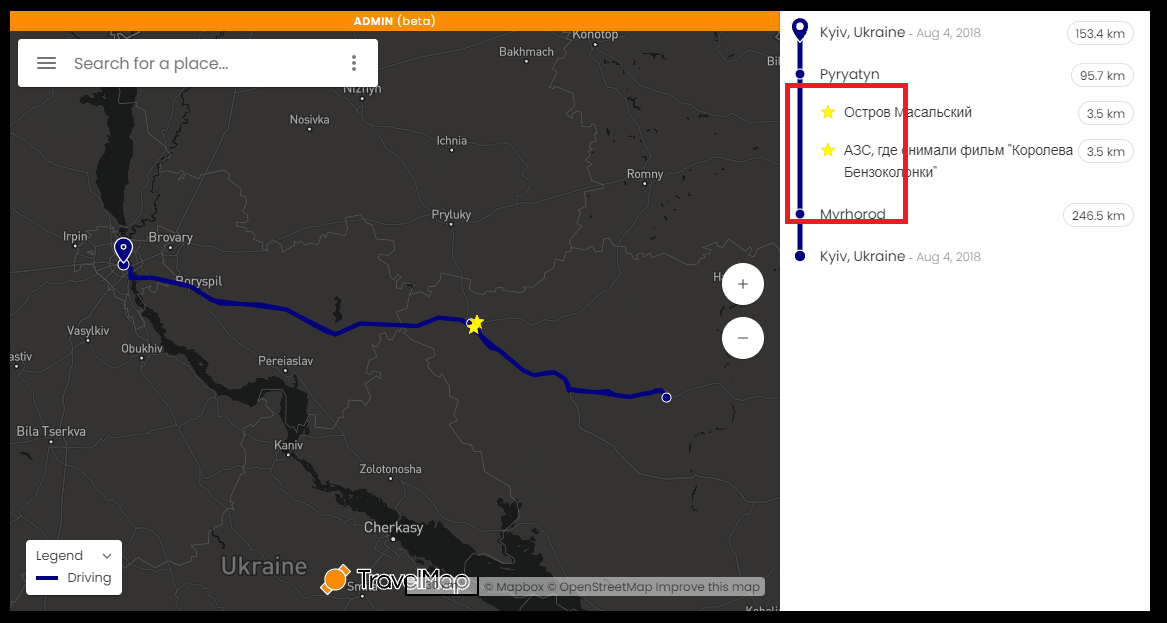 ADMIN (beta)
Search for a place...
Konotop
Bakhmach
Nizhyn
Nosivka
Ichnia
Romny
Pryluky
Irpin
Brovary
Boryspil
Vasylkiv
Obukhiv
Pereiaslav
Bila Tserkva
Kaniv
Zolotonosha
Cherkasy
Ukraine
+
−
Legend
Driving
TravelMap
© Mapbox © OpenStreetMap Improve this map
Kyiv, Ukraine - Aug 4, 2018
153.4 km
Pyryatyn
95.7 km
Остров Масальский
3.5 km
АЗС, где снимали фильм "Королева
Бензоколонки"
3.5 km
Myrhorod
246.5 km
Kyiv, Ukraine - Aug 4, 2018